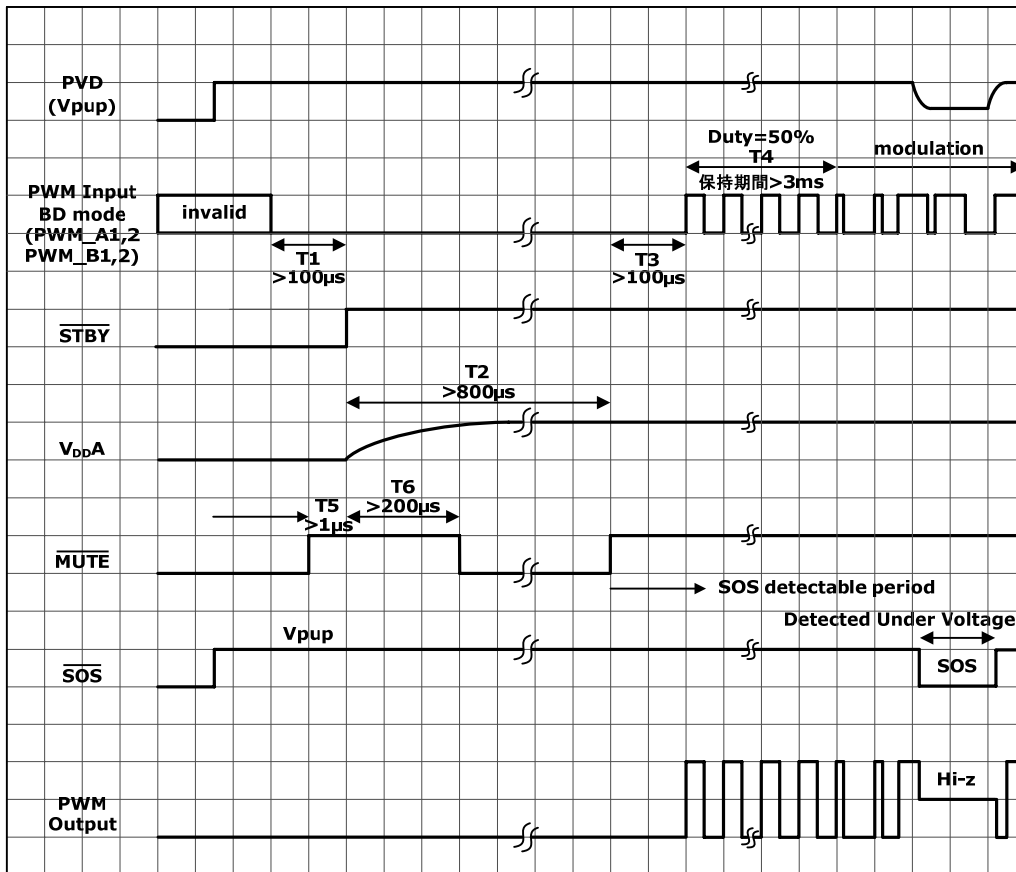 PVD
(Vpup)
Duty=50%
T4
保持期間>3ms
modulation
PWM Input
BD mode
(PWM_A1,2
PWM_B1,2)
invalid
T1
>100µs
T3
>100µs
STBY
T2
>800µs
VDDA
T5
>1µs
T6
>200µs
MUTE
SOS detectable period
Detected Under Voltage
Vpup
SOS
SOS
Hi-z
PWM
Output